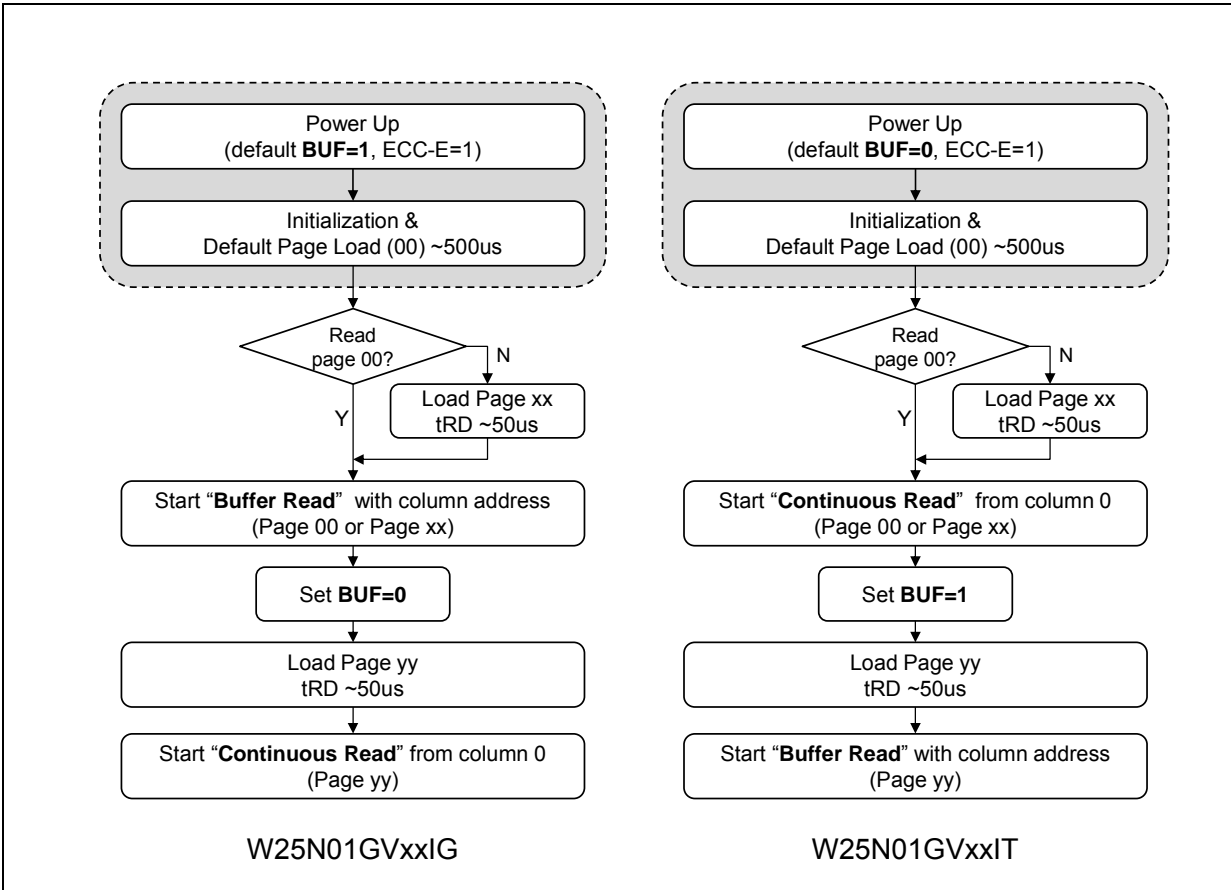 Power Up
(default BUF=1, ECC-E=1)
Initialization &
Default Page Load (00) ~500us
Read
page 00?
N
Load Page xx
tRD ~50us
Y
Start “Buffer Read” with column address
(Page 00 or Page xx)
Set BUF=0
Load Page yy
tRD ~50us
Start “Continuous Read” from column 0
(Page yy)
W25N01GVxxIG
Power Up
(default BUF=0, ECC-E=1)
Initialization &
Default Page Load (00) ~500us
Read
page 00?
N
Load Page xx
tRD ~50us
Y
Start “Continuous Read” from column 0
(Page 00 or Page xx)
Set BUF=1
Load Page yy
tRD ~50us
Start “Buffer Read” with column address
(Page yy)
W25N01GVxxIT